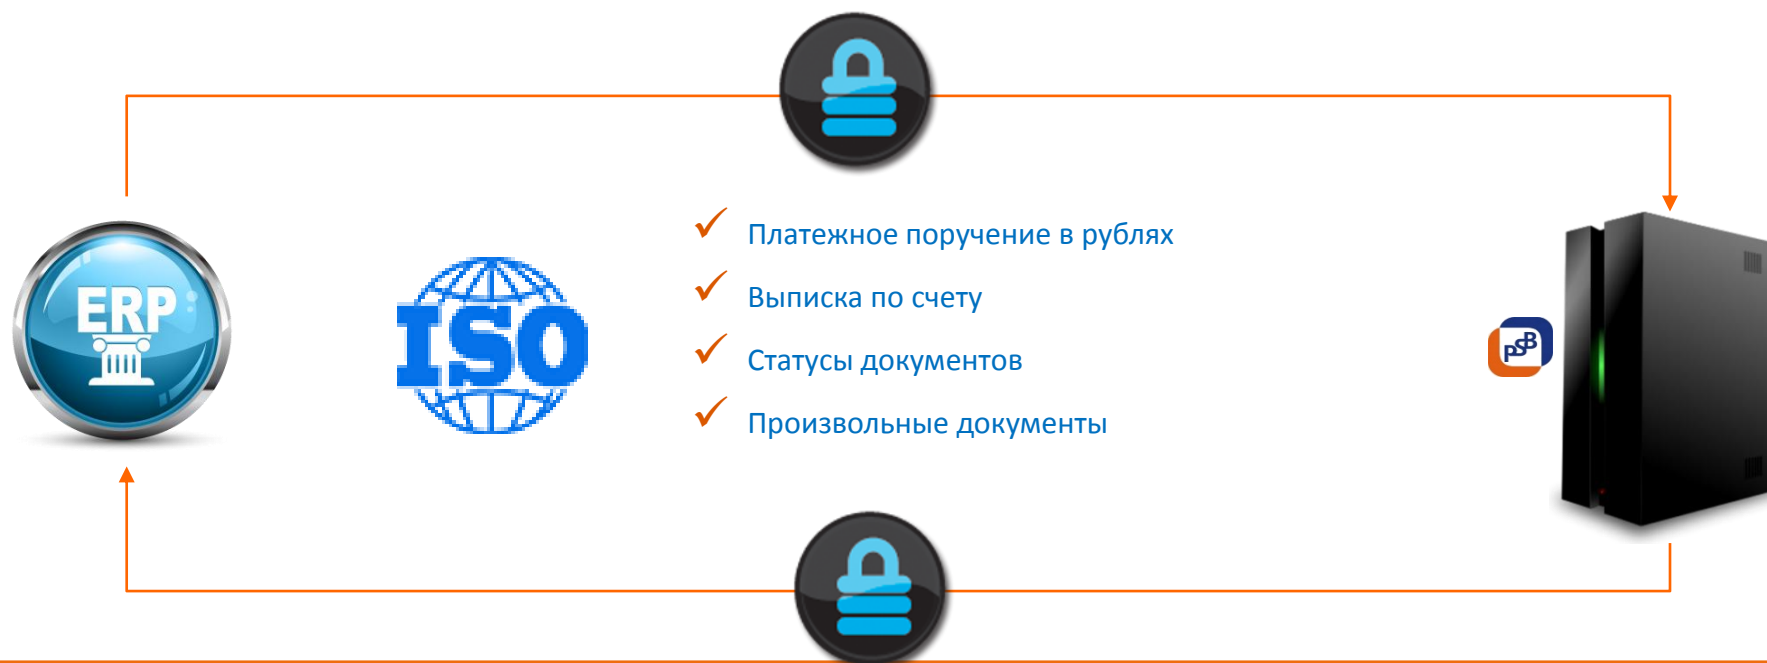 ERP
ISO
Платежное поручение в рублях
Выписка по счету
Статусы документов
Произвольные документы
PSB